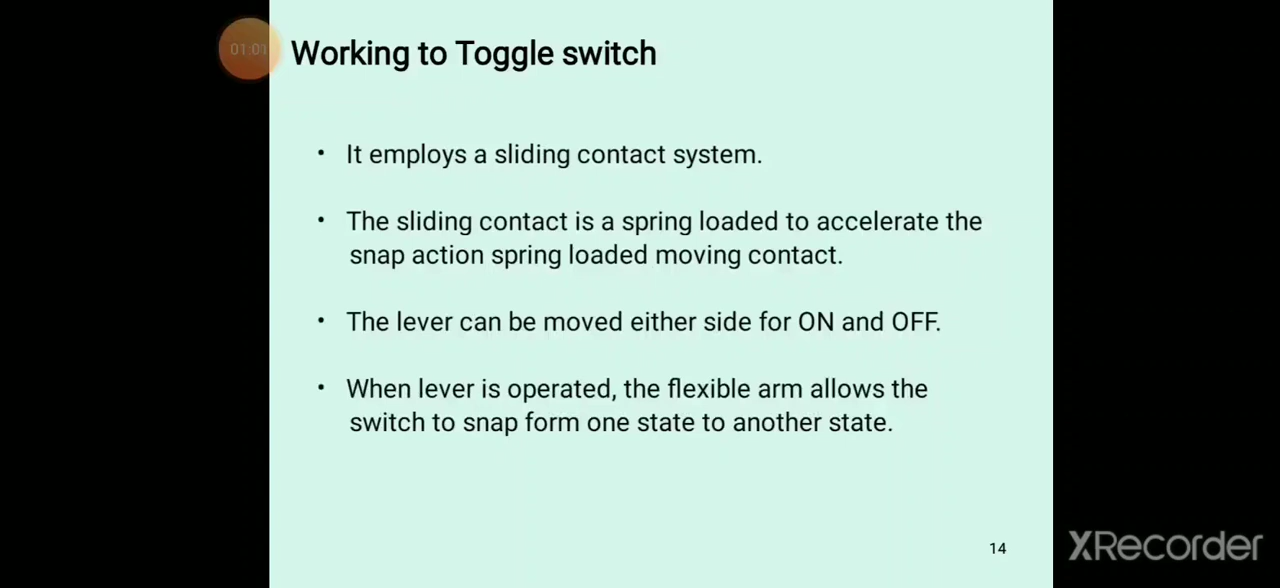 01:01
Working to Toggle switch
• It employs a sliding contact system.
• The sliding contact is a spring loaded to accelerate the
snap action spring loaded moving contact.
• The lever can be moved either side for ON and OFF.
• When lever is operated, the flexible arm allows the
switch to snap form one state to another state.
14
XRecorder